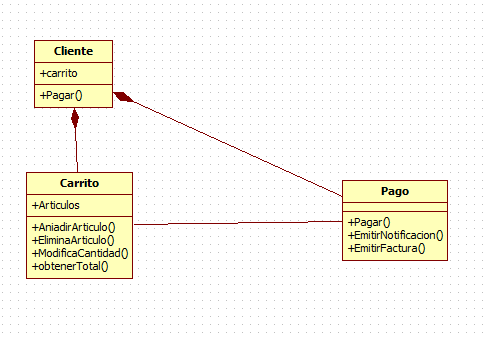 Cliente
+carrito
+Pagar()
Carrito
+Articulos
+AniadirArticulo()
+EliminaArticulo()
+ModificaCantidad()
+obtenerTotal()
Pago
+Pagar()
+EmitirNotificacion()
+EmitirFactura()